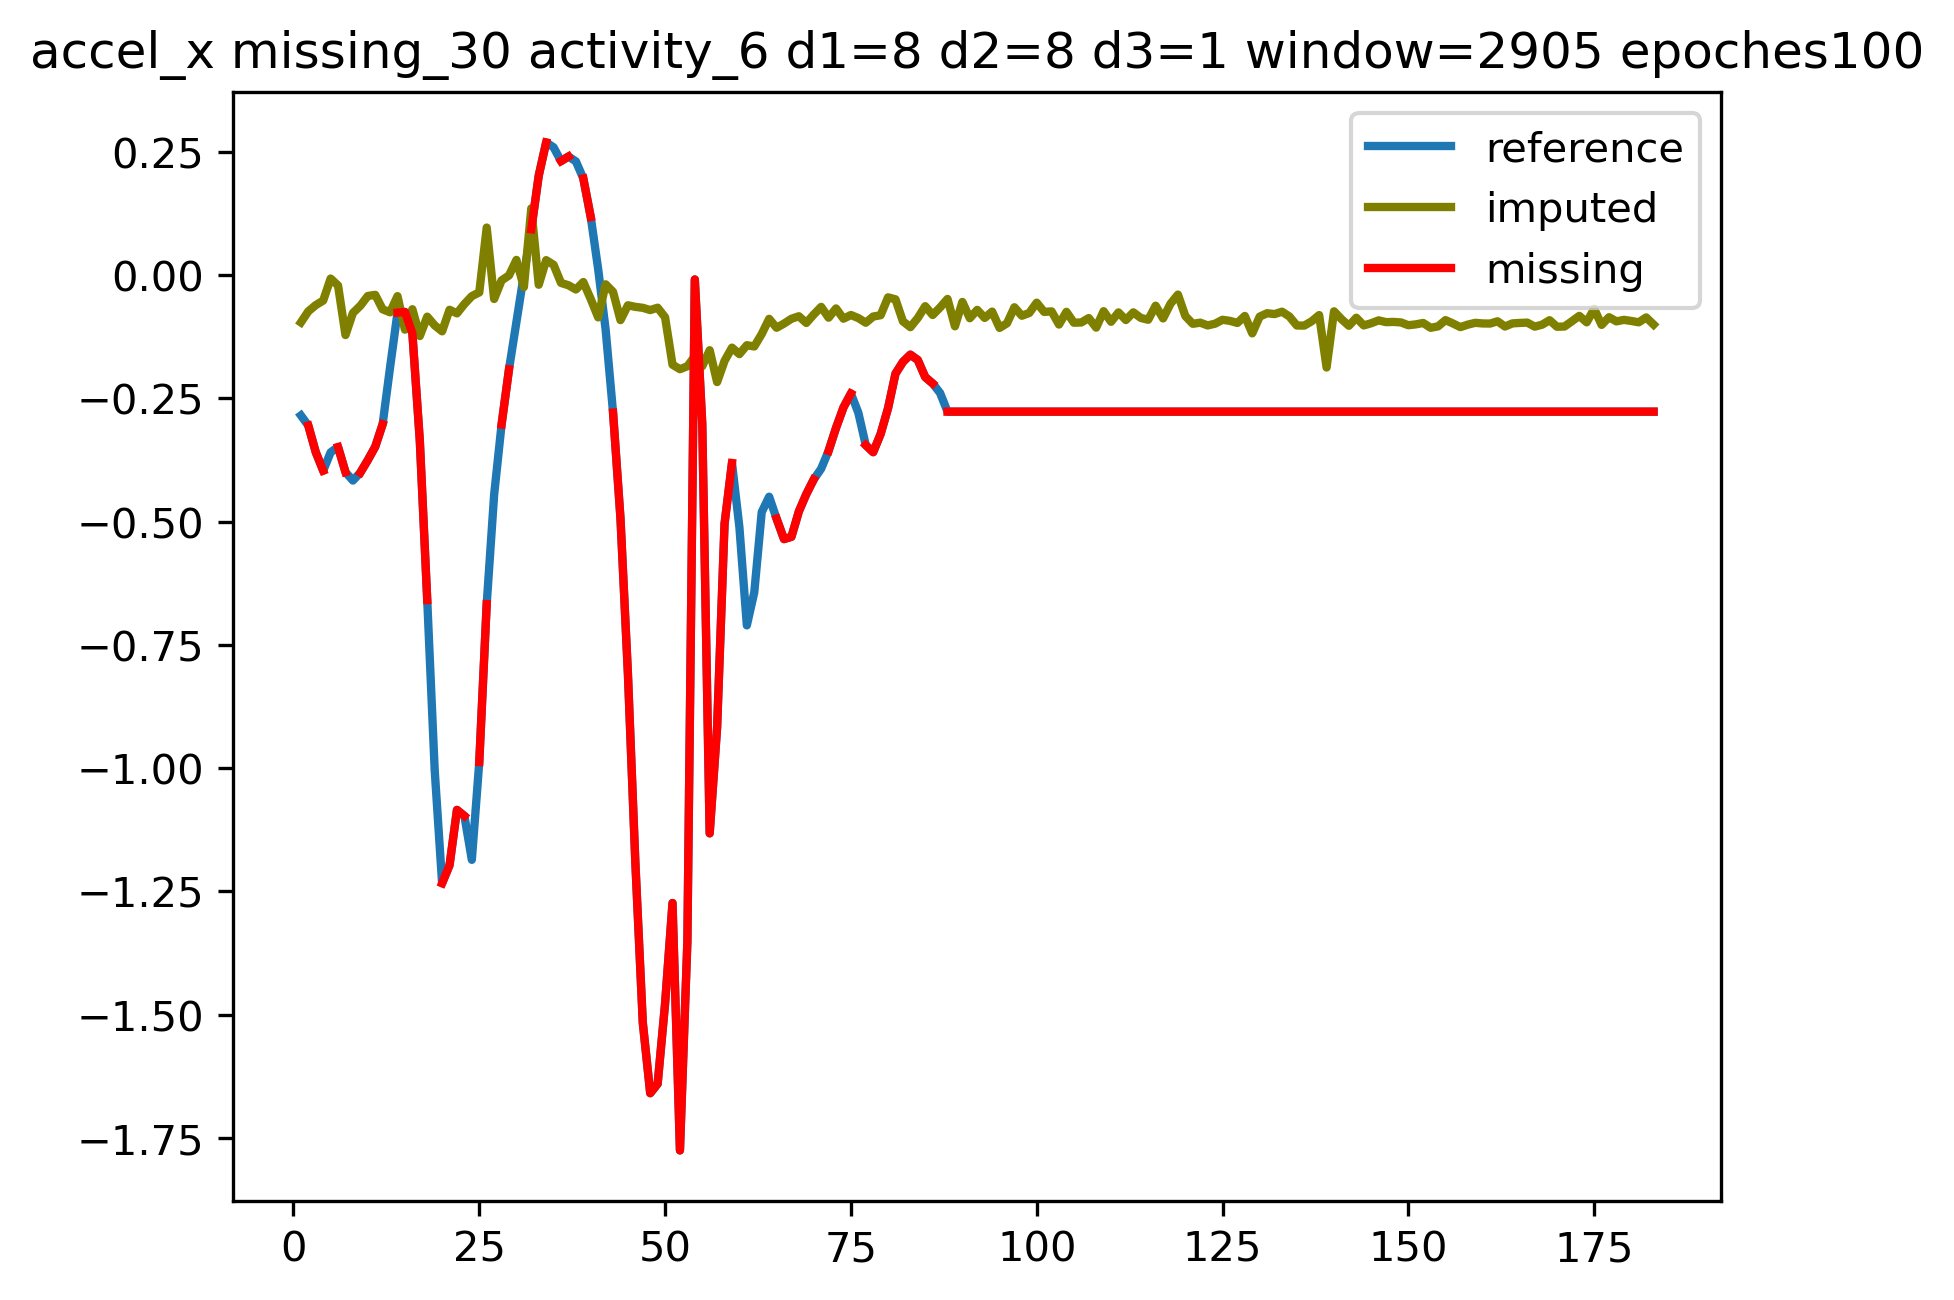 accel_x missing_30 activity_6 d1=8 d2=8 d3=1 window=2905 epoches100
reference
imputed
missing
0.25
0.00
−0.25
−0.50
−0.75
−1.00
−1.25
−1.50
−1.75
0 25 50 75 100 125 150 175